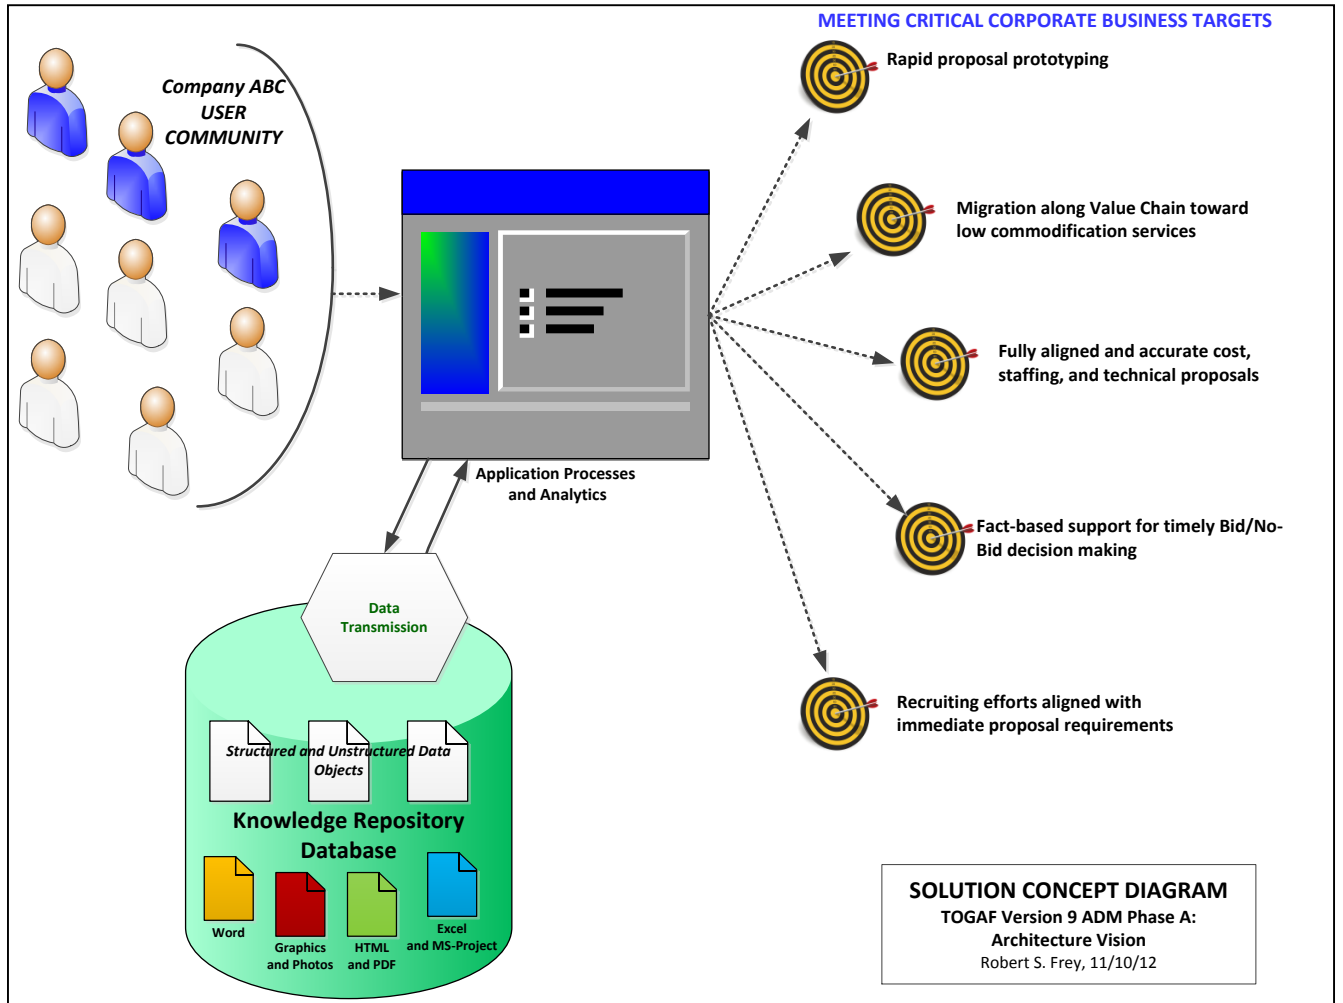 MEETING CRITICAL CORPORATE BUSINESS TARGETS
Company ABC
USER
COMMUNITY
Rapid proposal prototyping
Migration along Value Chain toward
low commodification services
Fully aligned and accurate cost,
staffing, and technical proposals
Application Processes
and Analytics
Fact-based support for timely Bid/No-
Bid decision making
Data
Transmission
Recruiting efforts aligned with
immediate proposal requirements
Structured and Unstructured Data
Objects
Knowledge Repository
Database
Word
Graphics
and Photos
HTML
and PDF
Excel
and MS-Project
SOLUTION CONCEPT DIAGRAM
TOGAF Version 9 ADM Phase A:
Architecture Vision
Robert S. Frey, 11/10/12